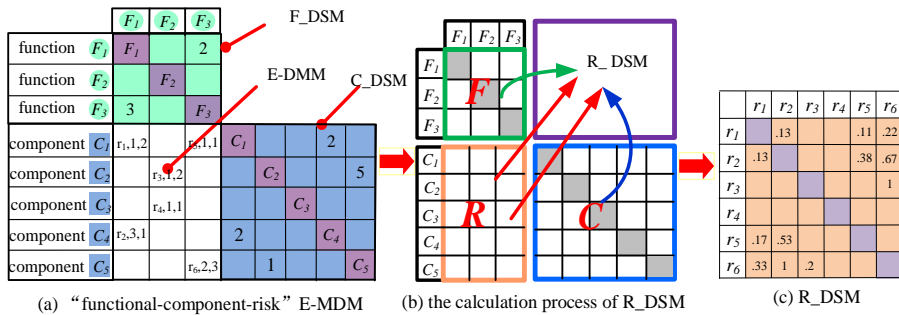 F1 F2 F3
F_DSM
function F1 F1 2
function F2 F2
E-DMM
function F3 3 F3
C_DSM
component C1 r1,1,2 r5,1,1 C1 2
component C2 r3,1,2 C2 5
component C3 r4,1,1 C3
component C4 r2,3,1 2 C4
component C5 r6,2,3 1 C5
(a) “functional-component-risk” E-MDM
F1 F2 F3
F1
F2 F
F3
R_ DSM
C1
C2
C3 R C
C4
C5
(b) the calculation process of R_DSM
r1 r2 r3 r4 r5 r6
r1 .13 .11 .22
r2 .13 .38 .67
r3 1
r4
r5 .17 .53
r6 .33 1 .2
(c) R_DSM